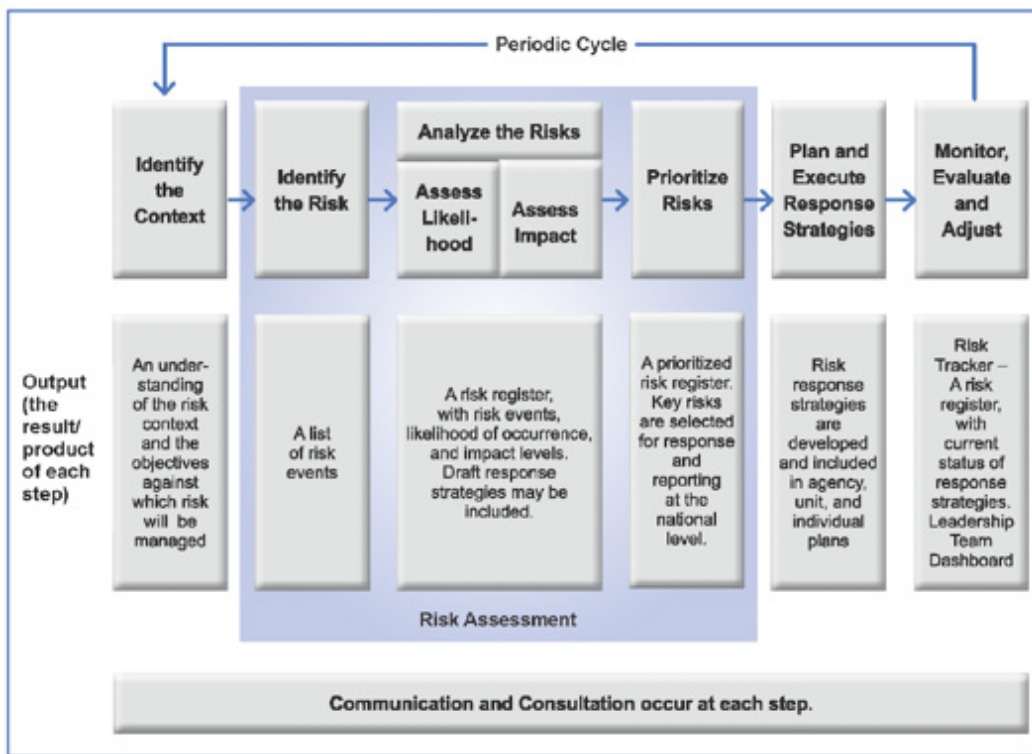 Periodic Cycle
Identify
the
Context
Identify
the Risk
Analyze the Risks
Assess
Likeli-
hood
Assess
Impact
Prioritize
Risks
Plan and
Execute
Response
Strategies
Monitor,
Evaluate
and
Adjust
Output
(the
result/
product
of each
step)
An under-
standing
of the risk
context
and the
objectives
against
which risk
will be
managed
A list
of risk
events
A risk register,
with risk events,
likelihood of occurrence,
and impact levels.
Draft response
strategies may be
included.
A prioritized
risk register.
Key risks
are selected
for response
and
reporting
at the
national
level.
Risk
response
strategies
are
developed
and included
in agency,
unit, and
individual
plans
Risk
Tracker –
A risk
register,
with
current
status of
response
strategies.
Leadership
Team
Dashboard
Risk Assessment
Communication and Consultation occur at each step.